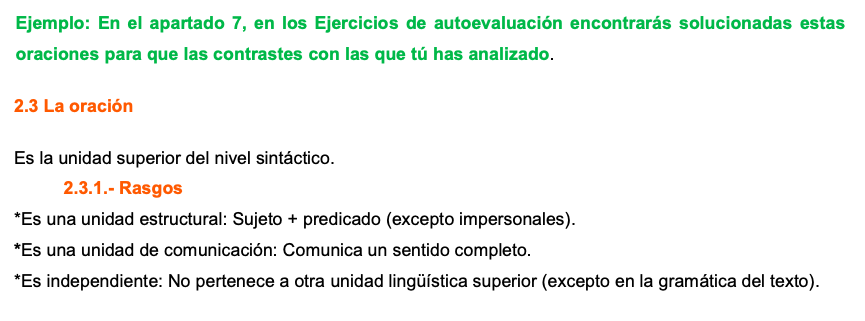 Ejemplo: En el apartado 7, en los Ejercicios de autoevaluación encontrarás solucionadas estas
oraciones para que las contrastes con las que tú has analizado.
2.3 La oración
Es la unidad superior del nivel sintáctico.
2.3.1.- Rasgos
*Es una unidad estructural: Sujeto + predicado (excepto impersonales).
*Es una unidad de comunicación: Comunica un sentido completo.
*Es independiente: No pertenece a otra unidad lingüística superior (excepto en la gramática del texto).